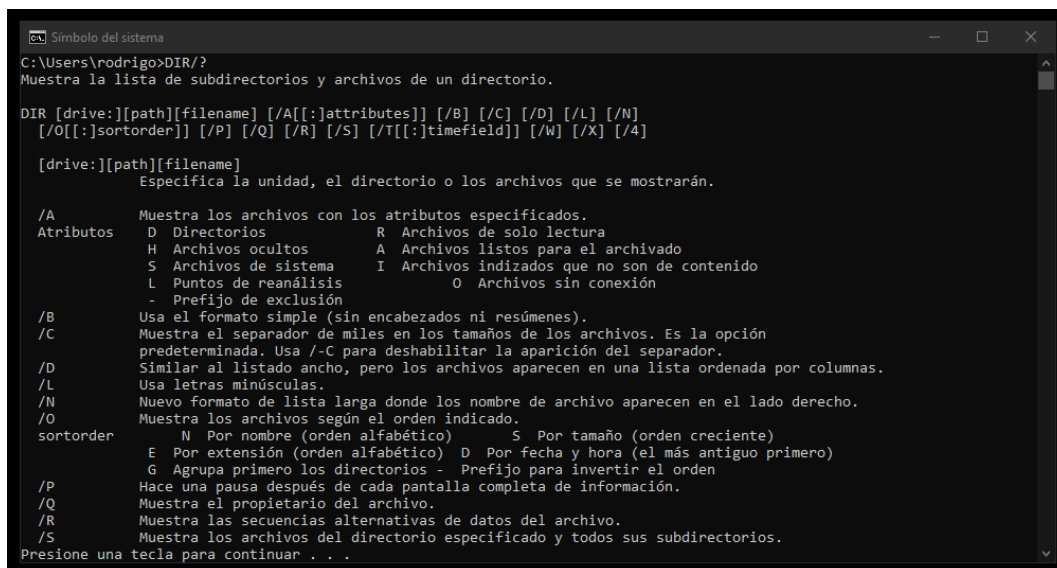 Símbolo del sistema
C:\Users\rodrigo>DIR/?
Muestra la lista de subdirectorios y archivos de un directorio.
DIR [drive:][path][filename] [/A[[:]attributes]] [/B] [/C] [/D] [/L] [/N]
[/O[[:]sortorder]] [/P] [/Q] [/R] [/S] [/T[[:]timefield]] [/W] [/X] [/4]
[drive:][path][filename]
Especifica la unidad, el directorio o los archivos que se mostrarán.
/A Muestra los archivos con los atributos especificados.
Atributos D Directorios R Archivos de solo lectura
H Archivos ocultos A Archivos listos para el archivado
S Archivos de sistema I Archivos indizados que no son de contenido
L Puntos de reanálisis O Archivos sin conexión
- Prefijo de exclusión
/B Usa el formato simple (sin encabezados ni resúmenes).
/C Muestra el separador de miles en los tamaños de los archivos. Es la opción
predeterminada. Usa /-C para deshabilitar la aparición del separador.
/D Similar al listado ancho, pero los archivos aparecen en una lista ordenada por columnas.
/L Usa letras minúsculas.
/N Nuevo formato de lista larga donde los nombre de archivo aparecen en el lado derecho.
/O Muestra los archivos según el orden indicado.
sortorder N Por nombre (orden alfabético) S Por tamaño (orden creciente)
E Por extensión (orden alfabético) D Por fecha y hora (el más antiguo primero)
G Agrupa primero los directorios - Prefijo para invertir el orden
/P Hace una pausa después de cada pantalla completa de información.
/Q Muestra el propietario del archivo.
/R Muestra las secuencias alternativas de datos del archivo.
/S Muestra los archivos del directorio especificado y todos sus subdirectorios.
Presione una tecla para continuar . . .